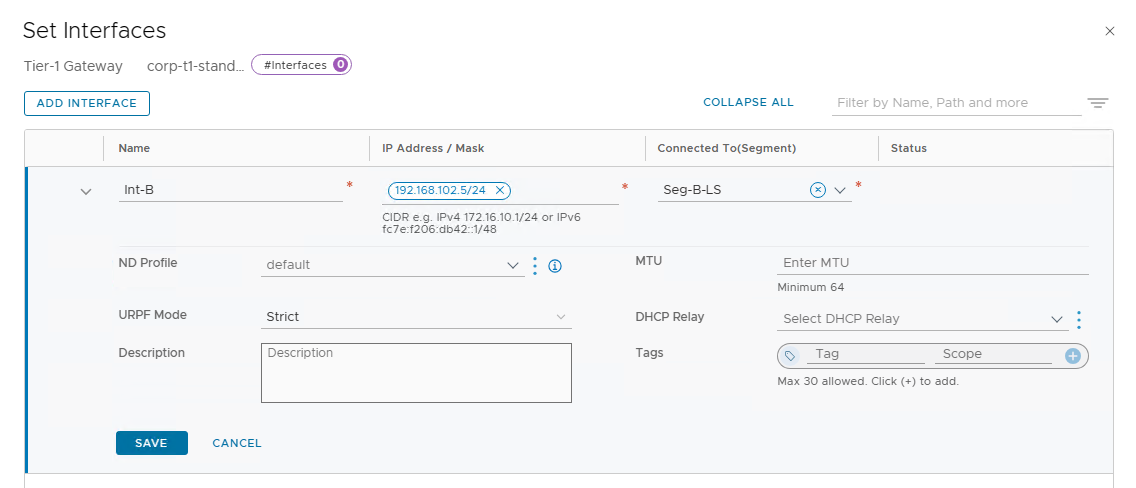 Set Interfaces
Tier-1 Gateway corp-t1-stand... #Interfaces 0
ADD INTERFACE COLLAPSE ALL Filter by Name, Path and more
Name IP Address / Mask Connected To(Segment) Status
Int-B * 192.168.102.5/24 * Seg-B-LS *
CIDR e.g. IPv4 172.16.10.1/24 or IPv6
fc7e:f206:db42::1/48
ND Profile default MTU Enter MTU
Minimum 64
URPF Mode Strict DHCP Relay Select DHCP Relay
Description Description Tags Tag Scope
Max 30 allowed. Click (+) to add.
SAVE CANCEL